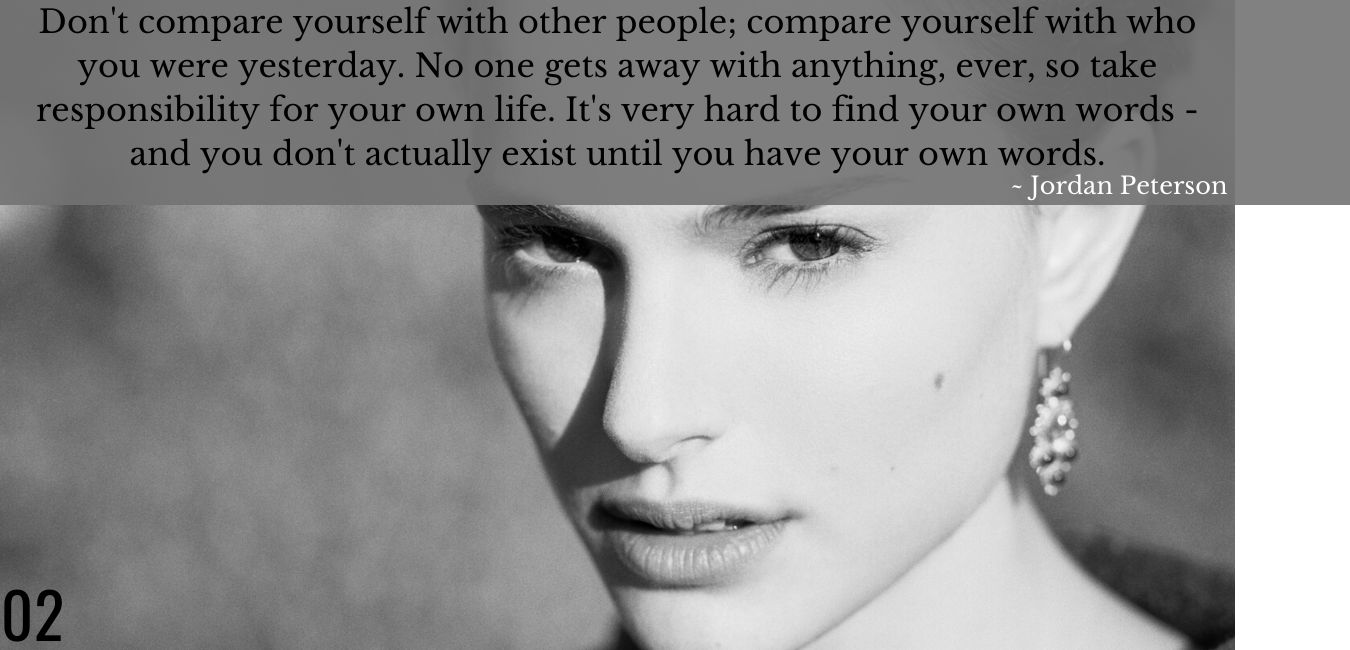 Don't compare yourself with other people; compare yourself with who
you were yesterday. No one gets away with anything, ever, so take
responsibility for your own life. It's very hard to find your own words -
and you don't actually exist until you have your own words.
~ Jordan Peterson
02